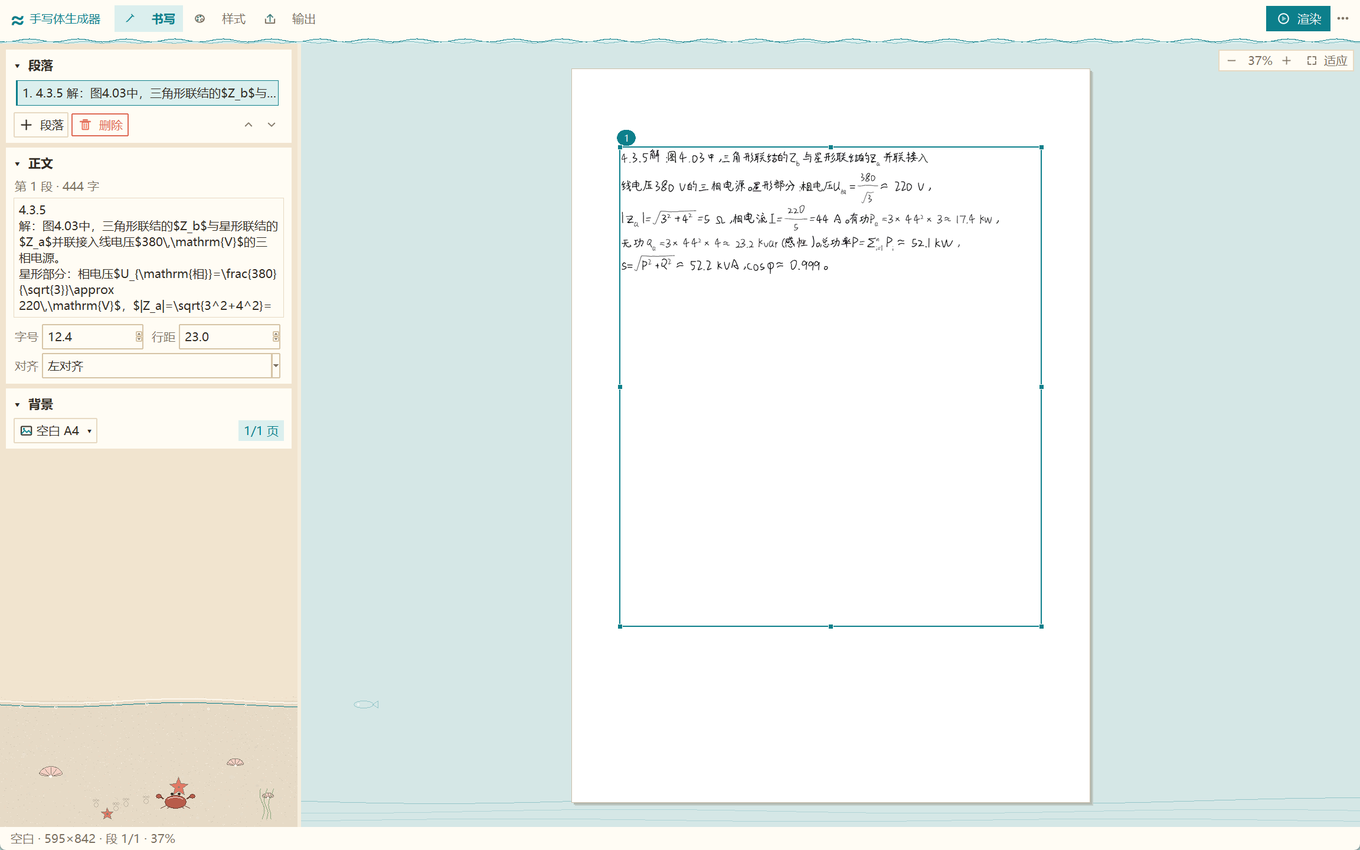 手写体生成器 书写 样式 输出 渲染 ···
段落
1. 4.3.5 解：图4.03中，三角形联结的$Z_b$与...
段落 删除
正文
第 1 段 · 444 字
4.3.5
解：图4.03中，三角形联结的$Z_b$与星形联结的
$Z_a$并联接入线电压$380\,\mathrm{V}$的三
相电源。
星形部分：相电压$U_{\mathrm{相}}=\frac{380}
{\sqrt{3}}\approx
220\,\mathrm{V}$，$|Z_a|=\sqrt{3^2+4^2}=
字号 12.4 行距 23.0
对齐 左对齐
背景
空白 A4 1/1 页
− 37% + 适应
1
4.3.5解:图4.03中,三角形联结的Z_b与星形联结的Z_a并联接入
线电压380 V的三相电源。星形部分:相电压U_相=380/√3≈220 V,
|Z_a|=√3²+4²=5 Ω,相电流I=220/5=44 A。有功P_a=3×44²×3≈17.4 kW,
无功Q_a=3×44²×4≈23.2 kvar(感性)。总功率P=Σ_{i=1}^n P_i≈52.1 kW,
S=√P²+Q²≈52.2 kVA,cosφ≈0.999。
空白 · 595×842 · 段 1/1 · 37%